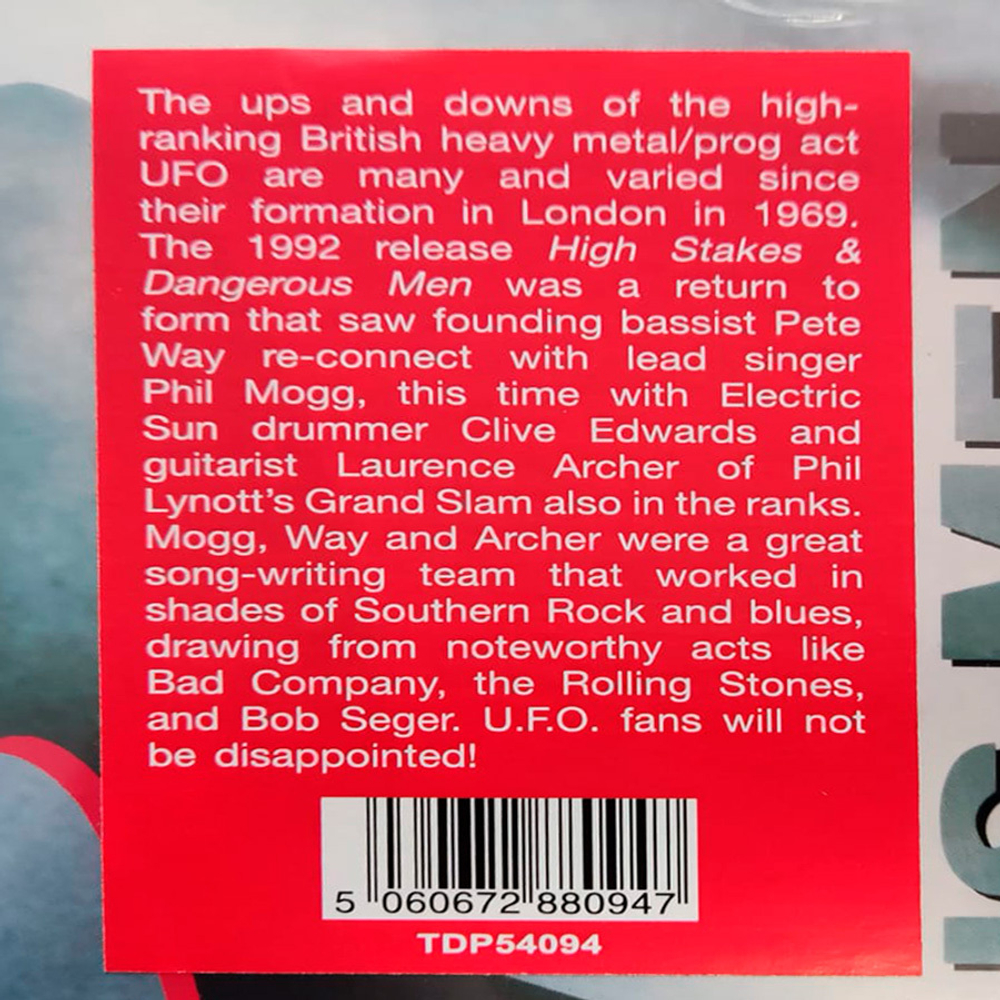 The ups and downs of the high-
ranking British heavy metal/prog act
UFO are many and varied since
their formation in London in 1969.
The 1992 release High Stakes &
Dangerous Men was a return to
form that saw founding bassist Pete
Way re-connect with lead singer
Phil Mogg, this time with Electric
Sun drummer Clive Edwards and
guitarist Laurence Archer of Phil
Lynott's Grand Slam also in the ranks.
Mogg, Way and Archer were a great
song-writing team that worked in
shades of Southern Rock and blues,
drawing from noteworthy acts like
Bad Company, the Rolling Stones,
and Bob Seger. U.F.O. fans will not
be disappointed!
5 060672 880947
TDP54094